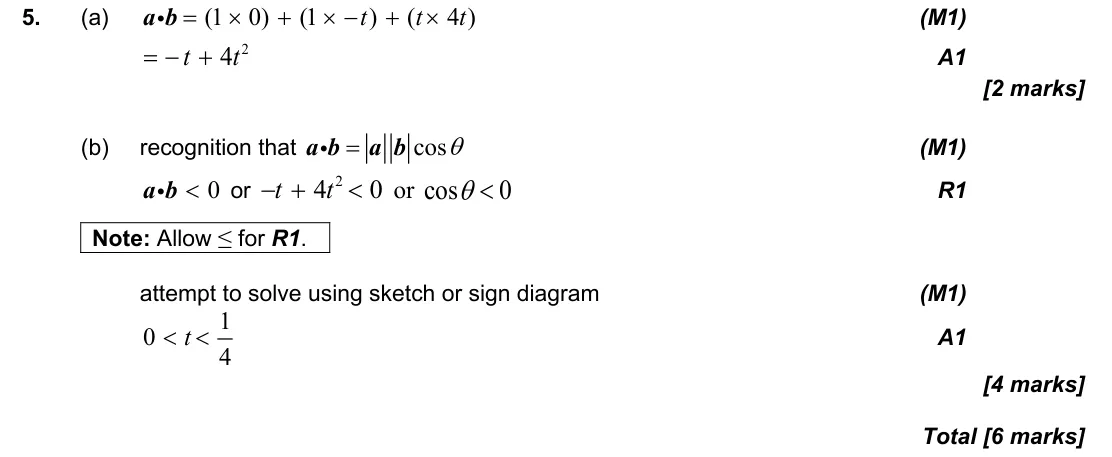 5. (a) a•b = (1 × 0) + (1 × −t) + (t × 4t) (M1)
= −t + 4t² A1
[2 marks]
(b) recognition that a•b = |a||b| cos θ (M1)
a•b < 0 or −t + 4t² < 0 or cos θ < 0 R1
Note: Allow ≤ for R1.
attempt to solve using sketch or sign diagram (M1)
0 < t < 1/4 A1
[4 marks]
Total [6 marks]